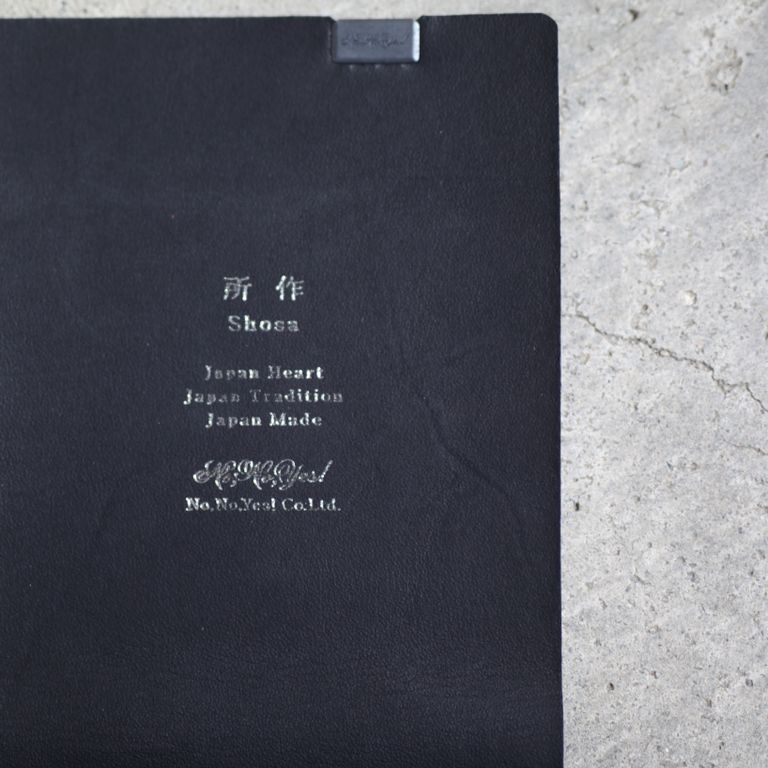 所作
Shosa
Japan Heart
Japan Tradition
Japan Made
No,No,Yes!
No,No,Yes! Co.Ltd.